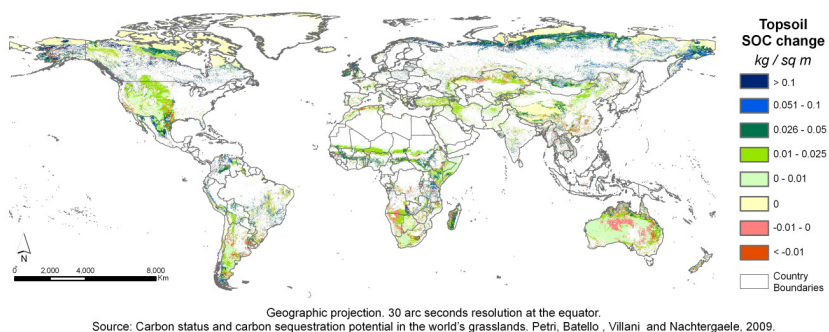 Topsoil
SOC change
kg / sq m
> 0.1
0.051 - 0.1
0.026 - 0.05
0.01 - 0.025
0 - 0.01
0
-0.01 - 0
< -0.01
Country
Boundaries
N
0 2,000 4,000 8,000
Km
Geographic projection. 30 arc seconds resolution at the equator.
Source: Carbon status and carbon sequestration potential in the world's grasslands. Petri, Batello , Villani and Nachtergaele, 2009.